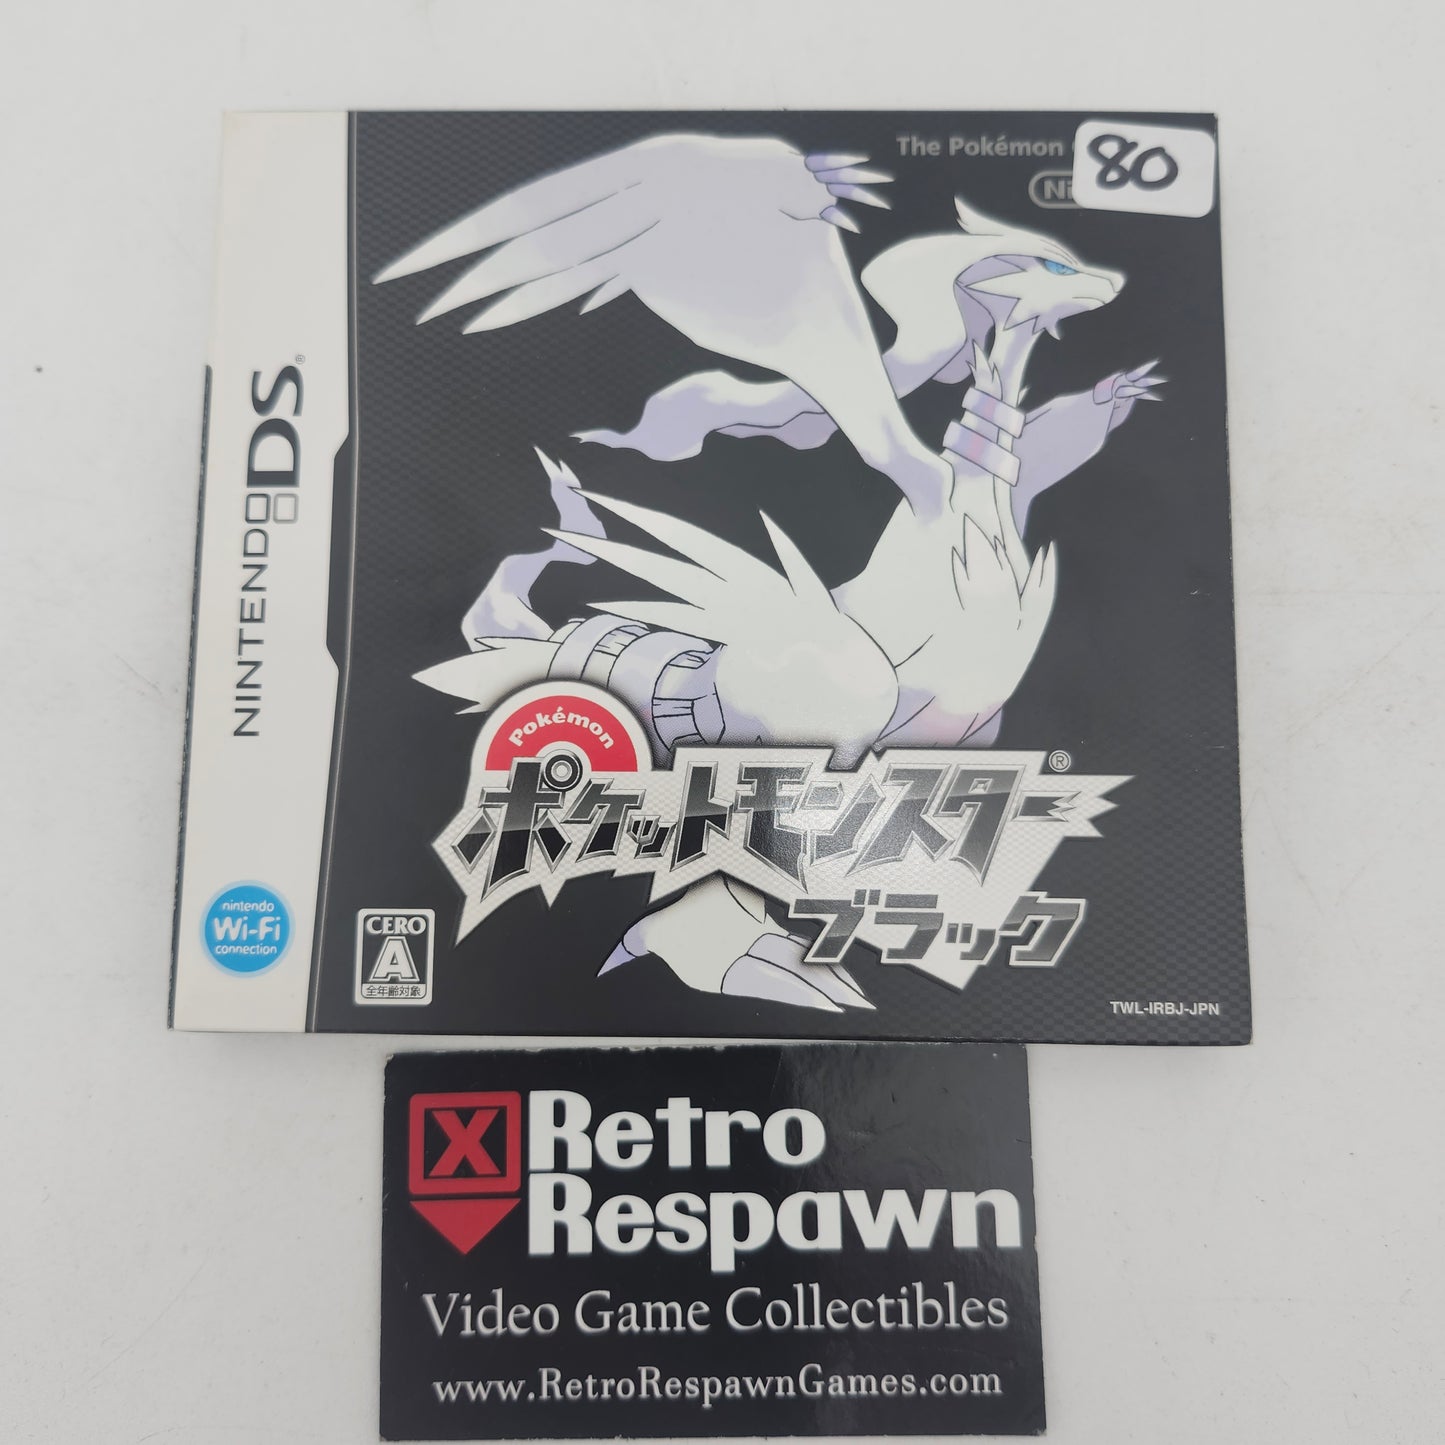 The Pokémon
80
NINTENDO DS®
Pokémon
ポケットモンスター®
ブラック
nintendo
Wi-Fi
connection
CERO
A
全年齢対象
TWL-IRBJ-JPN
X Retro
Respawn
Video Game Collectibles
www.RetroRespawnGames.com